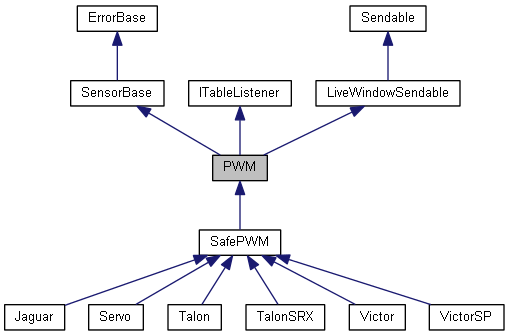 ErrorBase
Sendable
SensorBase
ITableListener
LiveWindowSendable
PWM
SafePWM
Jaguar
Servo
Talon
TalonSRX
Victor
VictorSP